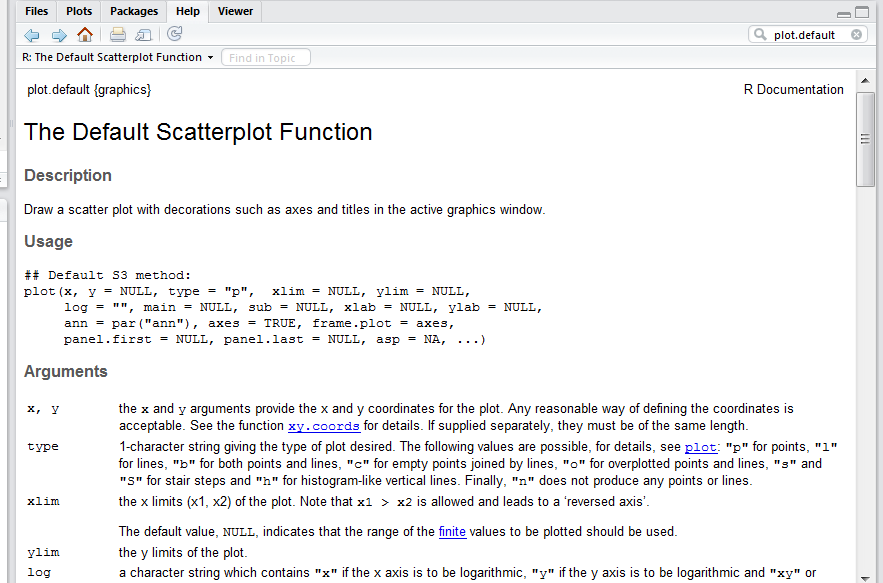 Files Plots Packages Help Viewer
plot.default
R: The Default Scatterplot Function Find in Topic
plot.default {graphics} R Documentation
The Default Scatterplot Function
Description
Draw a scatter plot with decorations such as axes and titles in the active graphics window.
Usage
## Default S3 method:
plot(x, y = NULL, type = "p",  xlim = NULL, ylim = NULL,
     log = "", main = NULL, sub = NULL, xlab = NULL, ylab = NULL,
     ann = par("ann"), axes = TRUE, frame.plot = axes,
     panel.first = NULL, panel.last = NULL, asp = NA, ...)
Arguments
x, y the x and y arguments provide the x and y coordinates for the plot. Any reasonable way of defining the coordinates is
acceptable. See the function xy.coords for details. If supplied separately, they must be of the same length.
type 1-character string giving the type of plot desired. The following values are possible, for details, see plot: "p" for points, "l"
for lines, "b" for both points and lines, "c" for empty points joined by lines, "o" for overplotted points and lines, "s" and
"S" for stair steps and "h" for histogram-like vertical lines. Finally, "n" does not produce any points or lines.
xlim the x limits (x1, x2) of the plot. Note that x1 > x2 is allowed and leads to a ‘reversed axis’.
The default value, NULL, indicates that the range of the finite values to be plotted should be used.
ylim the y limits of the plot.
log a character string which contains "x" if the x axis is to be logarithmic, "y" if the y axis is to be logarithmic and "xy" or